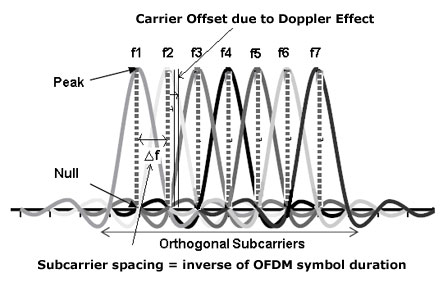 Carrier Offset due to Doppler Effect
f1 f2 f3 f4 f5 f6 f7
Peak
△f
Null
Orthogonal Subcarriers
Subcarrier spacing = inverse of OFDM symbol duration